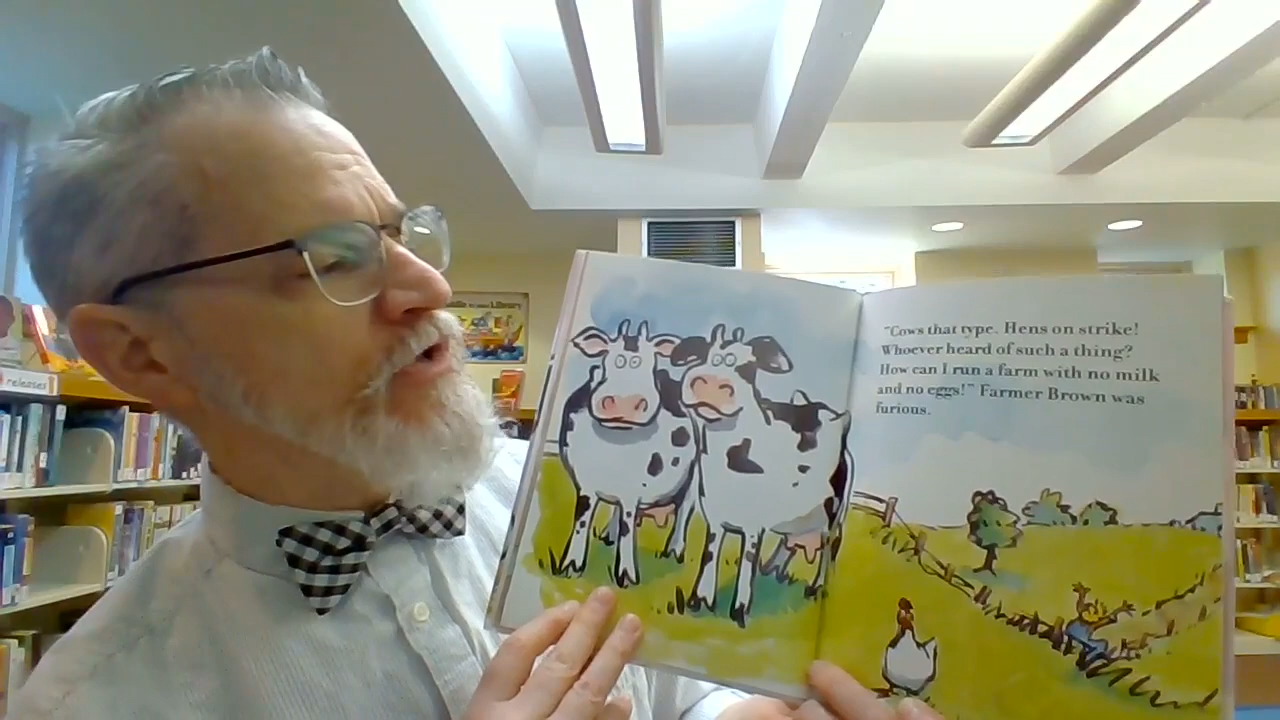 releases
"Cows that type. Hens on strike!
Whoever heard of such a thing?
How can I run a farm with no milk
and no eggs!" Farmer Brown was
furious.